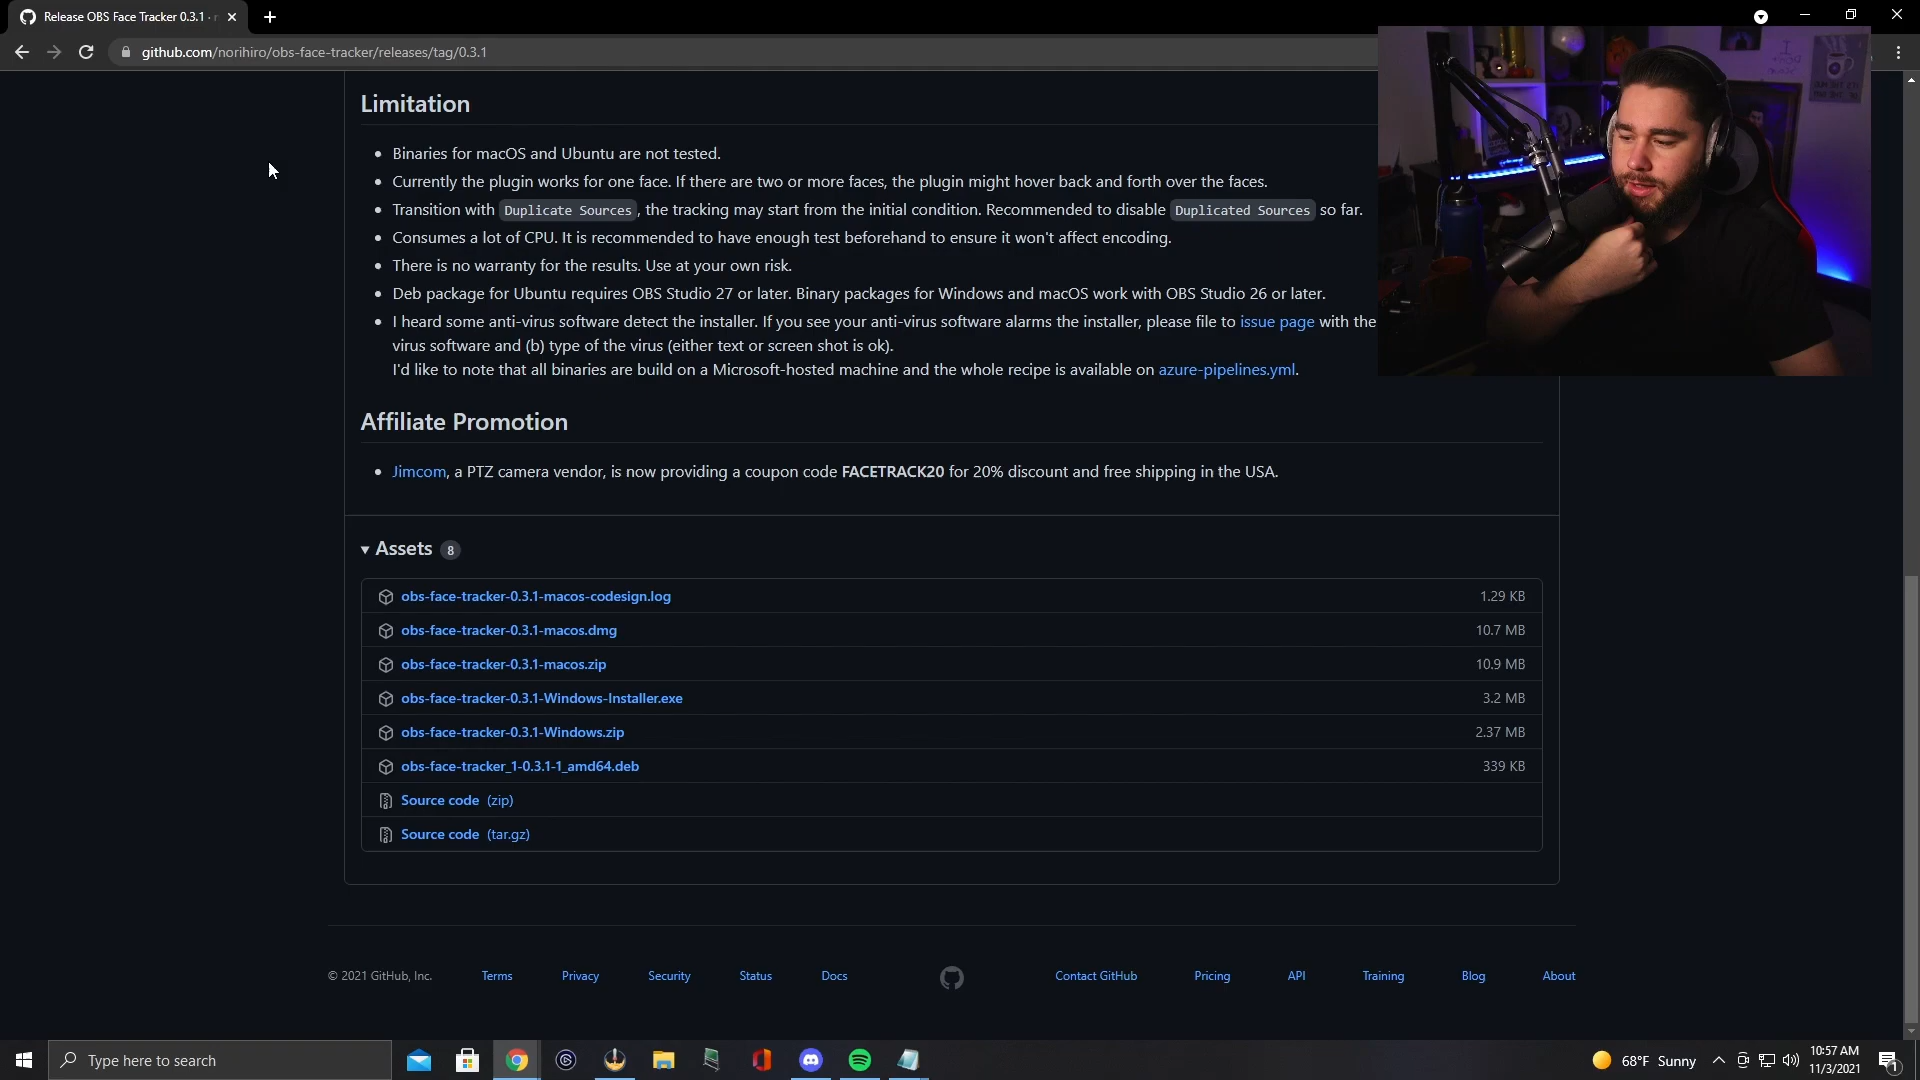 Release OBS Face Tracker 0.3.1 ·
github.com/norihiro/obs-face-tracker/releases/tag/0.3.1
Limitation
Binaries for macOS and Ubuntu are not tested.
Currently the plugin works for one face. If there are two or more faces, the plugin might hover back and forth over the faces.
Transition with Duplicate Sources, the tracking may start from the initial condition. Recommended to disable Duplicated Sources so far.
Consumes a lot of CPU. It is recommended to have enough test beforehand to ensure it won't affect encoding.
There is no warranty for the results. Use at your own risk.
Deb package for Ubuntu requires OBS Studio 27 or later. Binary packages for Windows and macOS work with OBS Studio 26 or later.
I heard some anti-virus software detect the installer. If you see your anti-virus software alarms the installer, please file to issue page with the
virus software and (b) type of the virus (either text or screen shot is ok).
I'd like to note that all binaries are build on a Microsoft-hosted machine and the whole recipe is available on azure-pipelines.yml.
Affiliate Promotion
Jimcom, a PTZ camera vendor, is now providing a coupon code FACETRACK20 for 20% discount and free shipping in the USA.
Assets 8
obs-face-tracker-0.3.1-macos-codesign.log 1.29 KB
obs-face-tracker-0.3.1-macos.dmg 10.7 MB
obs-face-tracker-0.3.1-macos.zip 10.9 MB
obs-face-tracker-0.3.1-Windows-Installer.exe 3.2 MB
obs-face-tracker-0.3.1-Windows.zip 2.37 MB
obs-face-tracker_1-0.3.1-1_amd64.deb 339 KB
Source code (zip)
Source code (tar.gz)
© 2021 GitHub, Inc. Terms Privacy Security Status Docs Contact GitHub Pricing API Training Blog About
Type here to search
68°F Sunny
10:57 AM
11/3/2021
1